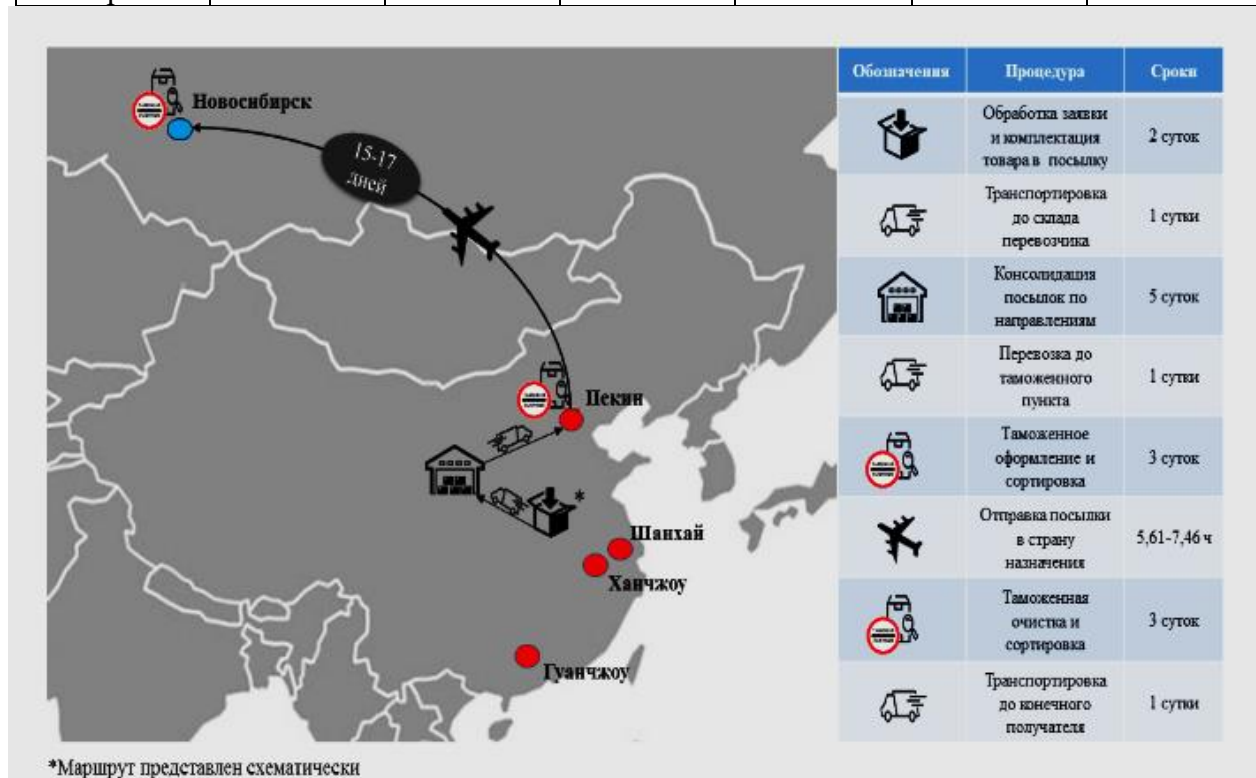 Новосибирск
15-17
дней
Пекин
*
Шанхай
Ханчжоу
Гуанчжоу
Обозначения Процедура Сроки
Обработка заявки
и комплектация
товара в посылку
2 суток
Транспортировка
до склада
перевозчика
1 сутки
Консолидация
посылок по
направлениям
5 суток
Перевозка до
таможенного
пункта
1 сутки
Таможенное
оформление и
сортировка
3 суток
Отправка посылки
в страну
назначения
5,61-7,46 ч
Таможенная
очистка и
сортировка
3 суток
Транспортировка
до конечного
получателя
1 сутки
*Маршрут представлен схематически